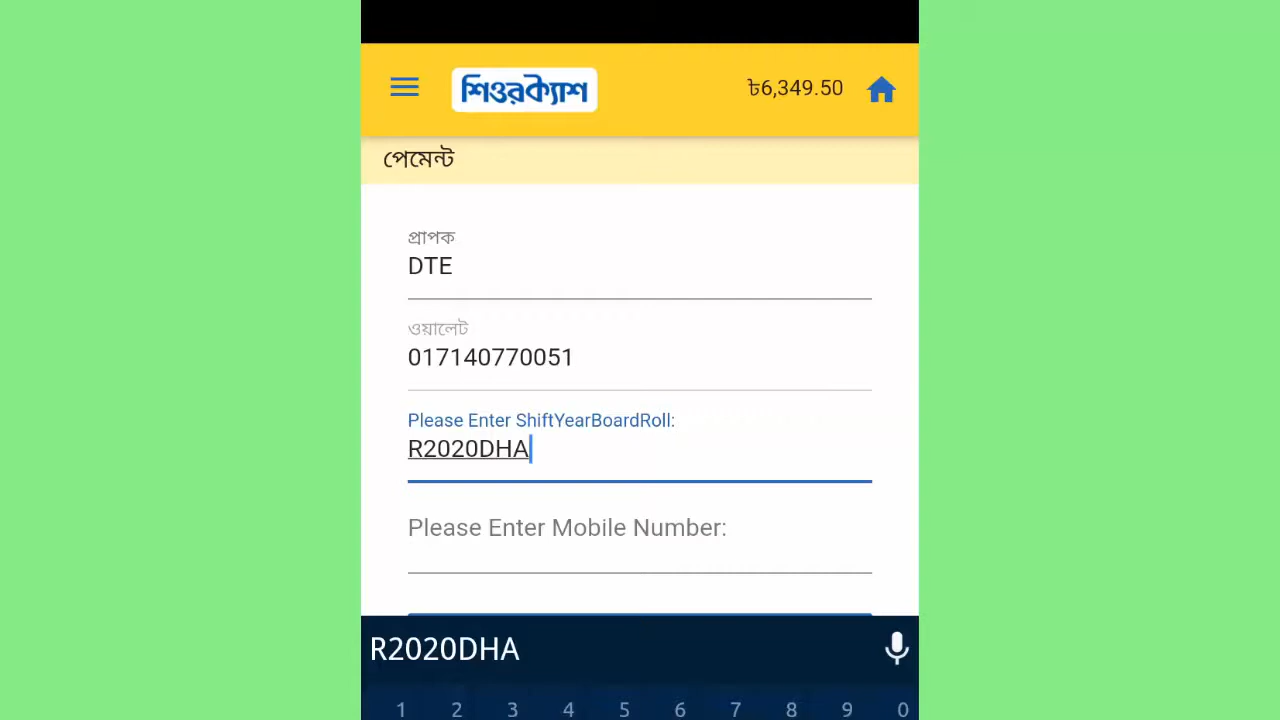 শিওরক্যাশ ৳6,349.50
পেমেন্ট
প্রাপক
DTE
ওয়ালেট
017140770051
Please Enter ShiftYearBoardRoll:
R2020DHA
Please Enter Mobile Number:
R2020DHA
1 2 3 4 5 6 7 8 9 0